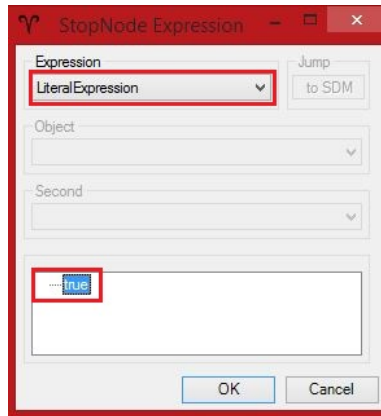 StopNode Expression
Expression
Jump
LiteralExpression
to SDM
Object
Second
true
OK
Cancel